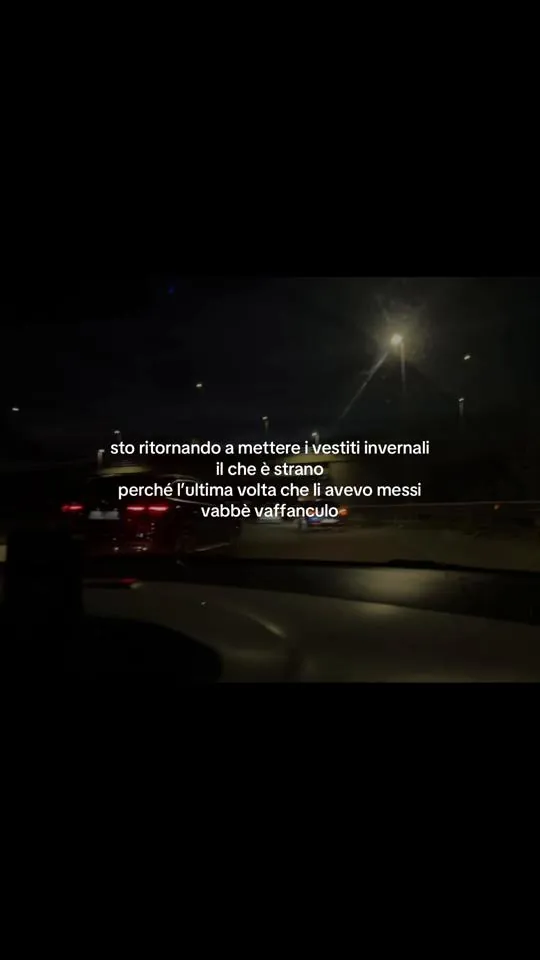 sto ritornando a mettere i vestiti invernali
il che è strano
perché l'ultima volta che li avevo messi
vabbè vaffanculo